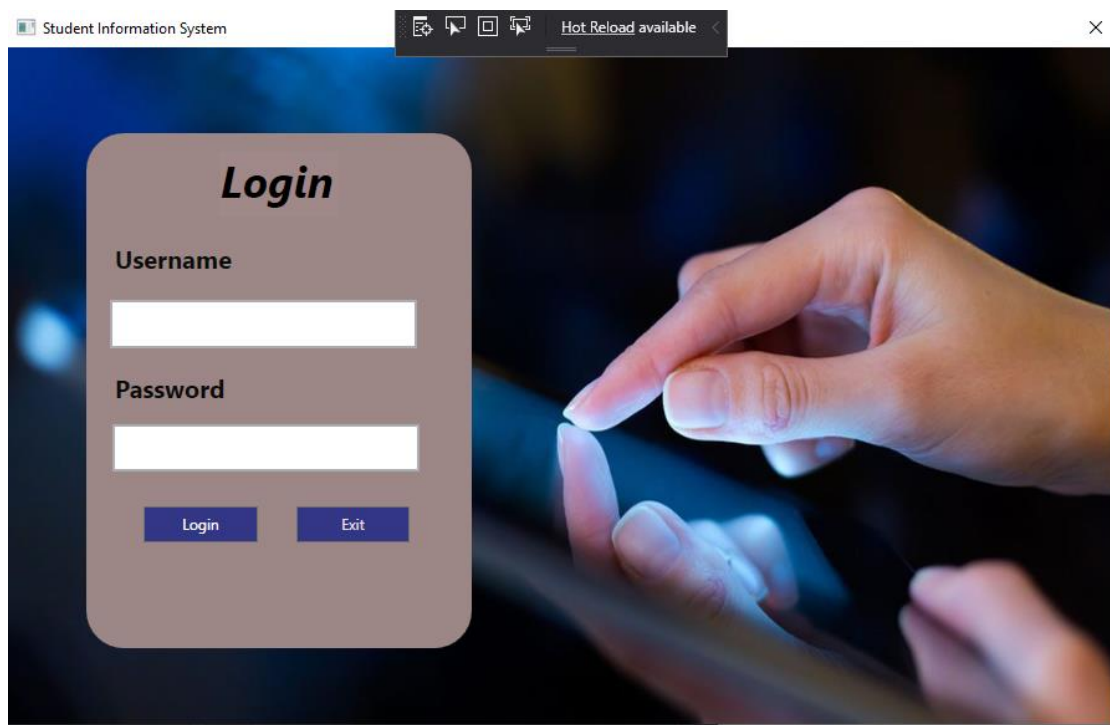 Student Information System
Hot Reload available
Login
Username
Password
Login Exit